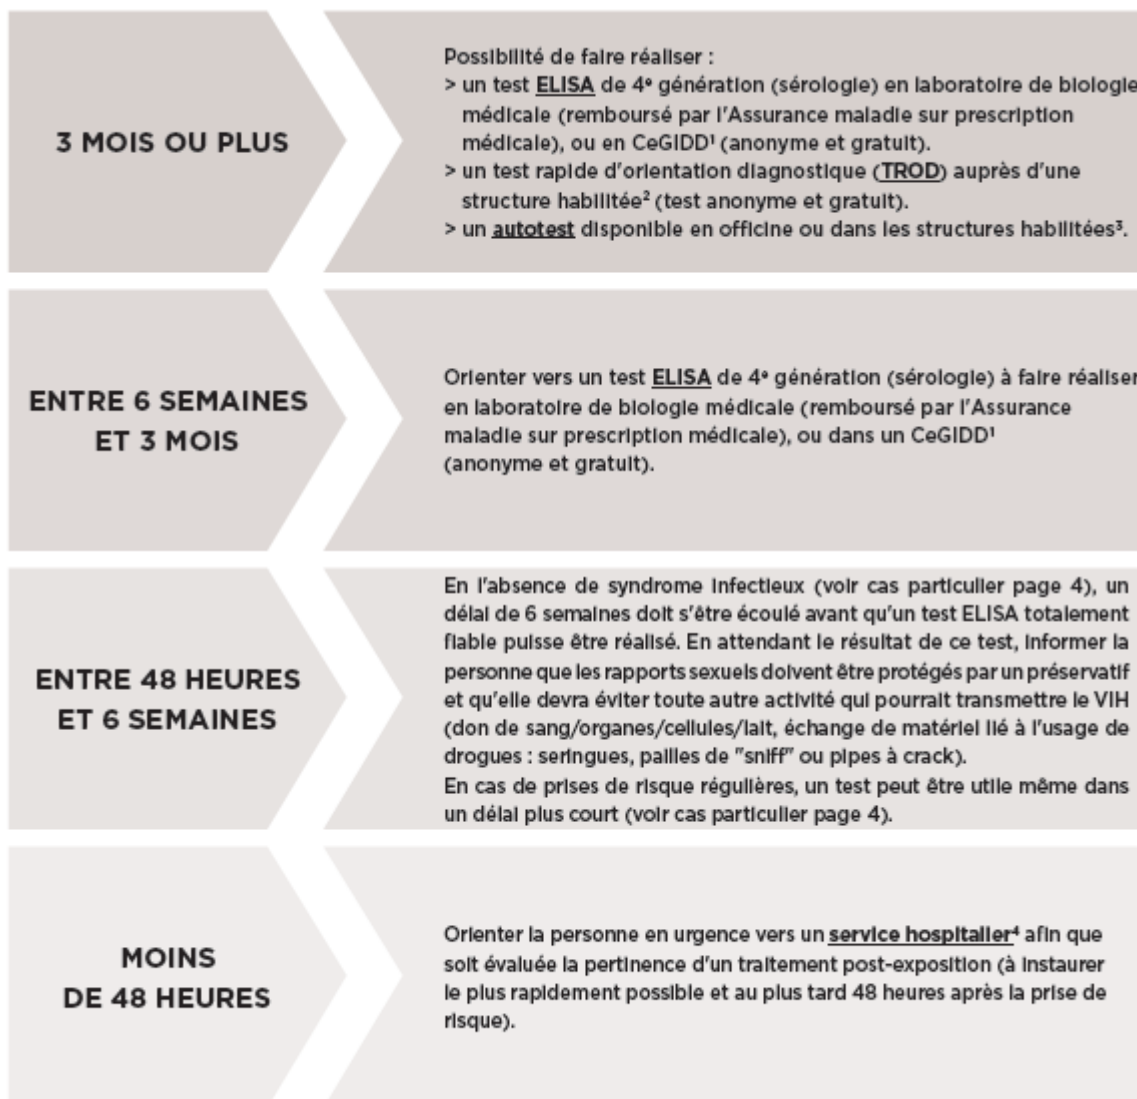 3 MOIS OU PLUS
Possibilité de faire réaliser :
> un test ELISA de 4e génération (sérologie) en laboratoire de biologie
médicale (remboursé par l'Assurance maladie sur prescription
médicale), ou en CeGIDD¹ (anonyme et gratuit).
> un test rapide d'orientation diagnostique (TROD) auprès d'une
structure habilitée² (test anonyme et gratuit).
> un autotest disponible en officine ou dans les structures habilitées³.
ENTRE 6 SEMAINES
ET 3 MOIS
Orienter vers un test ELISA de 4e génération (sérologie) à faire réaliser
en laboratoire de biologie médicale (remboursé par l'Assurance
maladie sur prescription médicale), ou dans un CeGIDD¹
(anonyme et gratuit).
ENTRE 48 HEURES
ET 6 SEMAINES
En l'absence de syndrome infectieux (voir cas particulier page 4), un
délai de 6 semaines doit s'être écoulé avant qu'un test ELISA totalement
fiable puisse être réalisé. En attendant le résultat de ce test, informer la
personne que les rapports sexuels doivent être protégés par un préservatif
et qu'elle devra éviter toute autre activité qui pourrait transmettre le VIH
(don de sang/organes/cellules/lait, échange de matériel lié à l'usage de
drogues : seringues, pailles de "sniff" ou pipes à crack).
En cas de prises de risque régulières, un test peut être utile même dans
un délai plus court (voir cas particulier page 4).
MOINS
DE 48 HEURES
Orienter la personne en urgence vers un service hospitalier⁴ afin que
soit évaluée la pertinence d'un traitement post-exposition (à instaurer
le plus rapidement possible et au plus tard 48 heures après la prise de
risque).